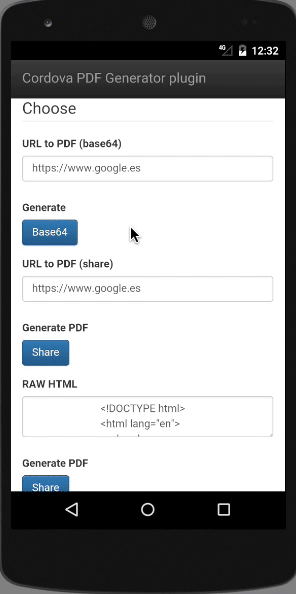 4G 12:32
Cordova PDF Generator plugin
Choose
URL to PDF (base64)
https://www.google.es
Generate
Base64
URL to PDF (share)
https://www.google.es
Generate PDF
Share
RAW HTML
<!DOCTYPE html>
<html lang="en">
Generate PDF
Share